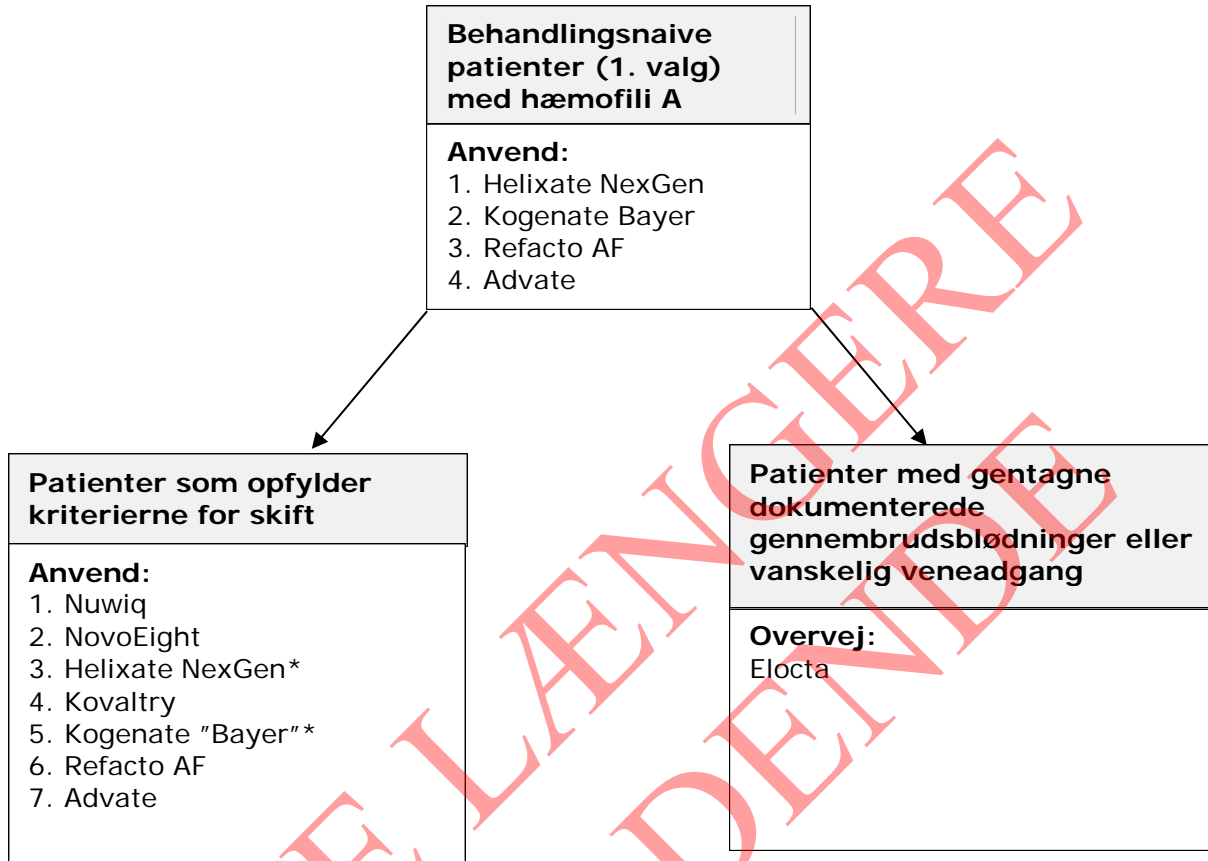 Behandlingsnaive
patienter (1. valg)
med hæmofili A
Anvend:
1. Helixate NexGen
2. Kogenate Bayer
3. Refacto AF
4. Advate
Patienter som opfylder
kriterierne for skift
Anvend:
1. Nuwiq
2. NovoEight
3. Helixate NexGen*
4. Kovaltry
5. Kogenate ”Bayer”*
6. Refacto AF
7. Advate
Patienter med gentagne
dokumenterede
gennembrudsblødninger eller
vanskelig veneadgang
Overvej:
Elocta
LÆNGERE